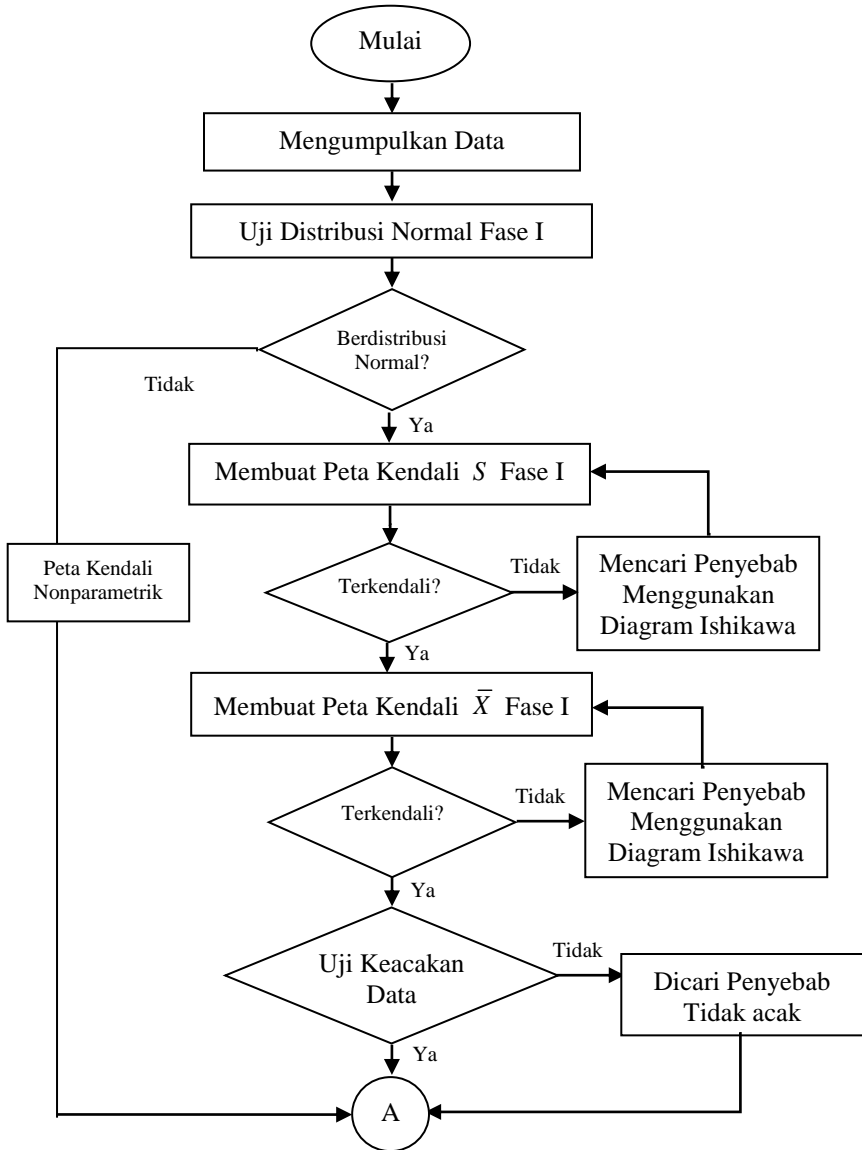 Mulai
Mengumpulkan Data
Uji Distribusi Normal Fase I
Berdistribusi
Normal?
Tidak
Ya
Membuat Peta Kendali S Fase I
Peta Kendali
Nonparametrik
Terkendali?
Tidak
Mencari Penyebab
Menggunakan
Diagram Ishikawa
Ya
Membuat Peta Kendali X̄ Fase I
Terkendali?
Tidak
Mencari Penyebab
Menggunakan
Diagram Ishikawa
Ya
Uji Keacakan
Data
Tidak
Dicari Penyebab
Tidak acak
Ya
A